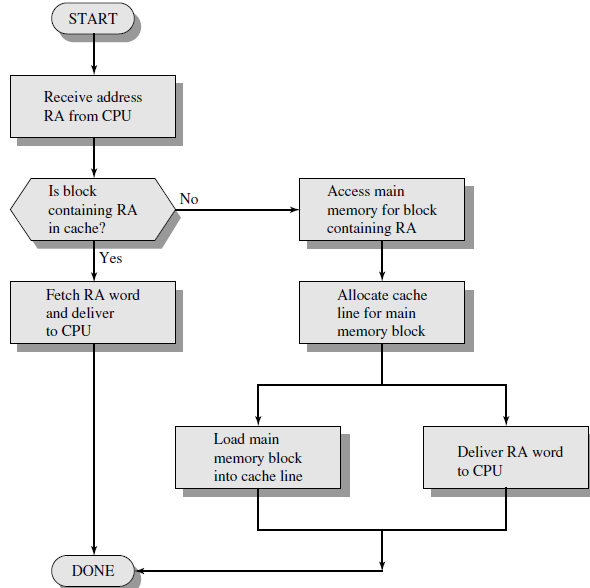 START
Receive address
RA from CPU
Is block
containing RA
in cache?
No
Access main
memory for block
containing RA
Yes
Fetch RA word
and deliver
to CPU
Allocate cache
line for main
memory block
Load main
memory block
into cache line
Deliver RA word
to CPU
DONE